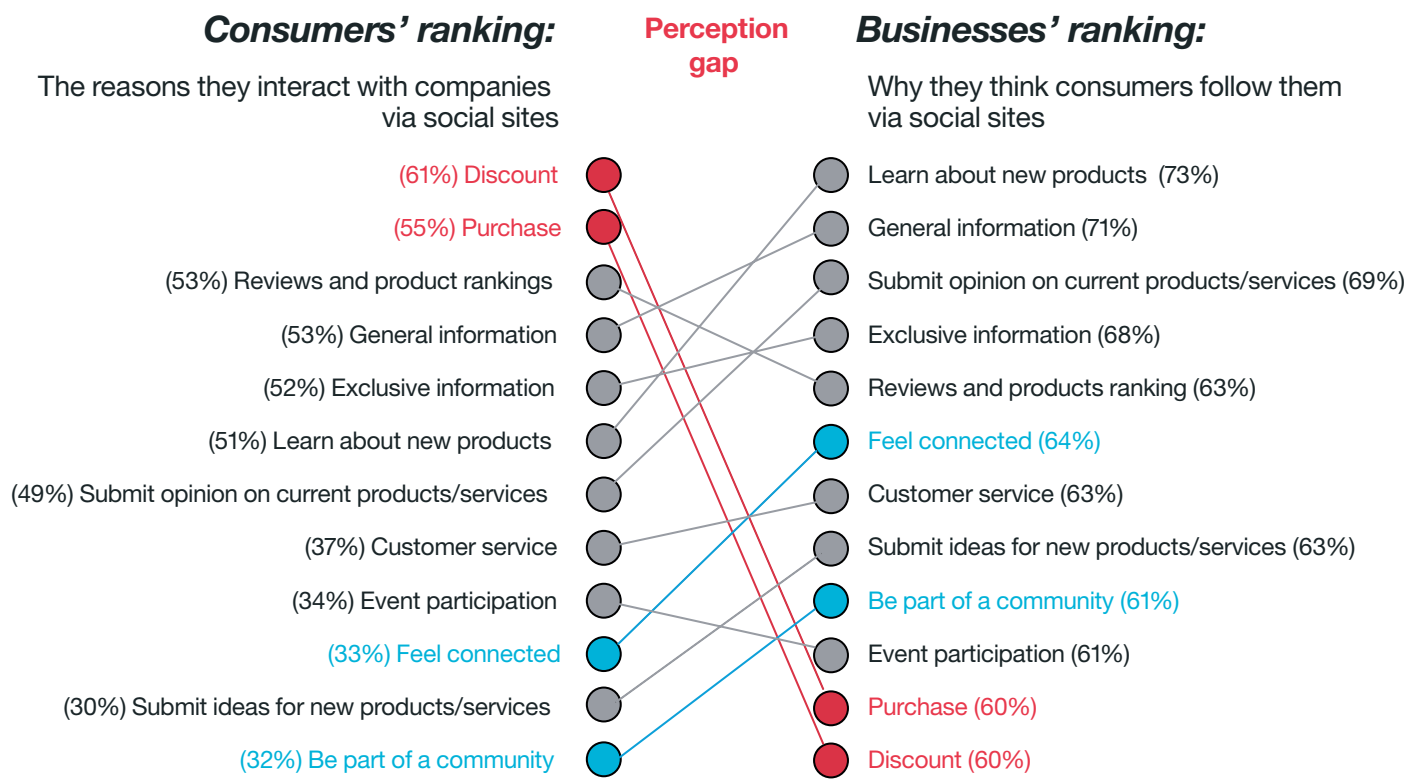 Consumers’ ranking:
The reasons they interact with companies
via social sites
(61%) Discount
(55%) Purchase
(53%) Reviews and product rankings
(53%) General information
(52%) Exclusive information
(51%) Learn about new products
(49%) Submit opinion on current products/services
(37%) Customer service
(34%) Event participation
(33%) Feel connected
(30%) Submit ideas for new products/services
(32%) Be part of a community
Perception
gap
Businesses’ ranking:
Why they think consumers follow them
via social sites
Learn about new products (73%)
General information (71%)
Submit opinion on current products/services (69%)
Exclusive information (68%)
Reviews and products ranking (63%)
Feel connected (64%)
Customer service (63%)
Submit ideas for new products/services (63%)
Be part of a community (61%)
Event participation (61%)
Purchase (60%)
Discount (60%)